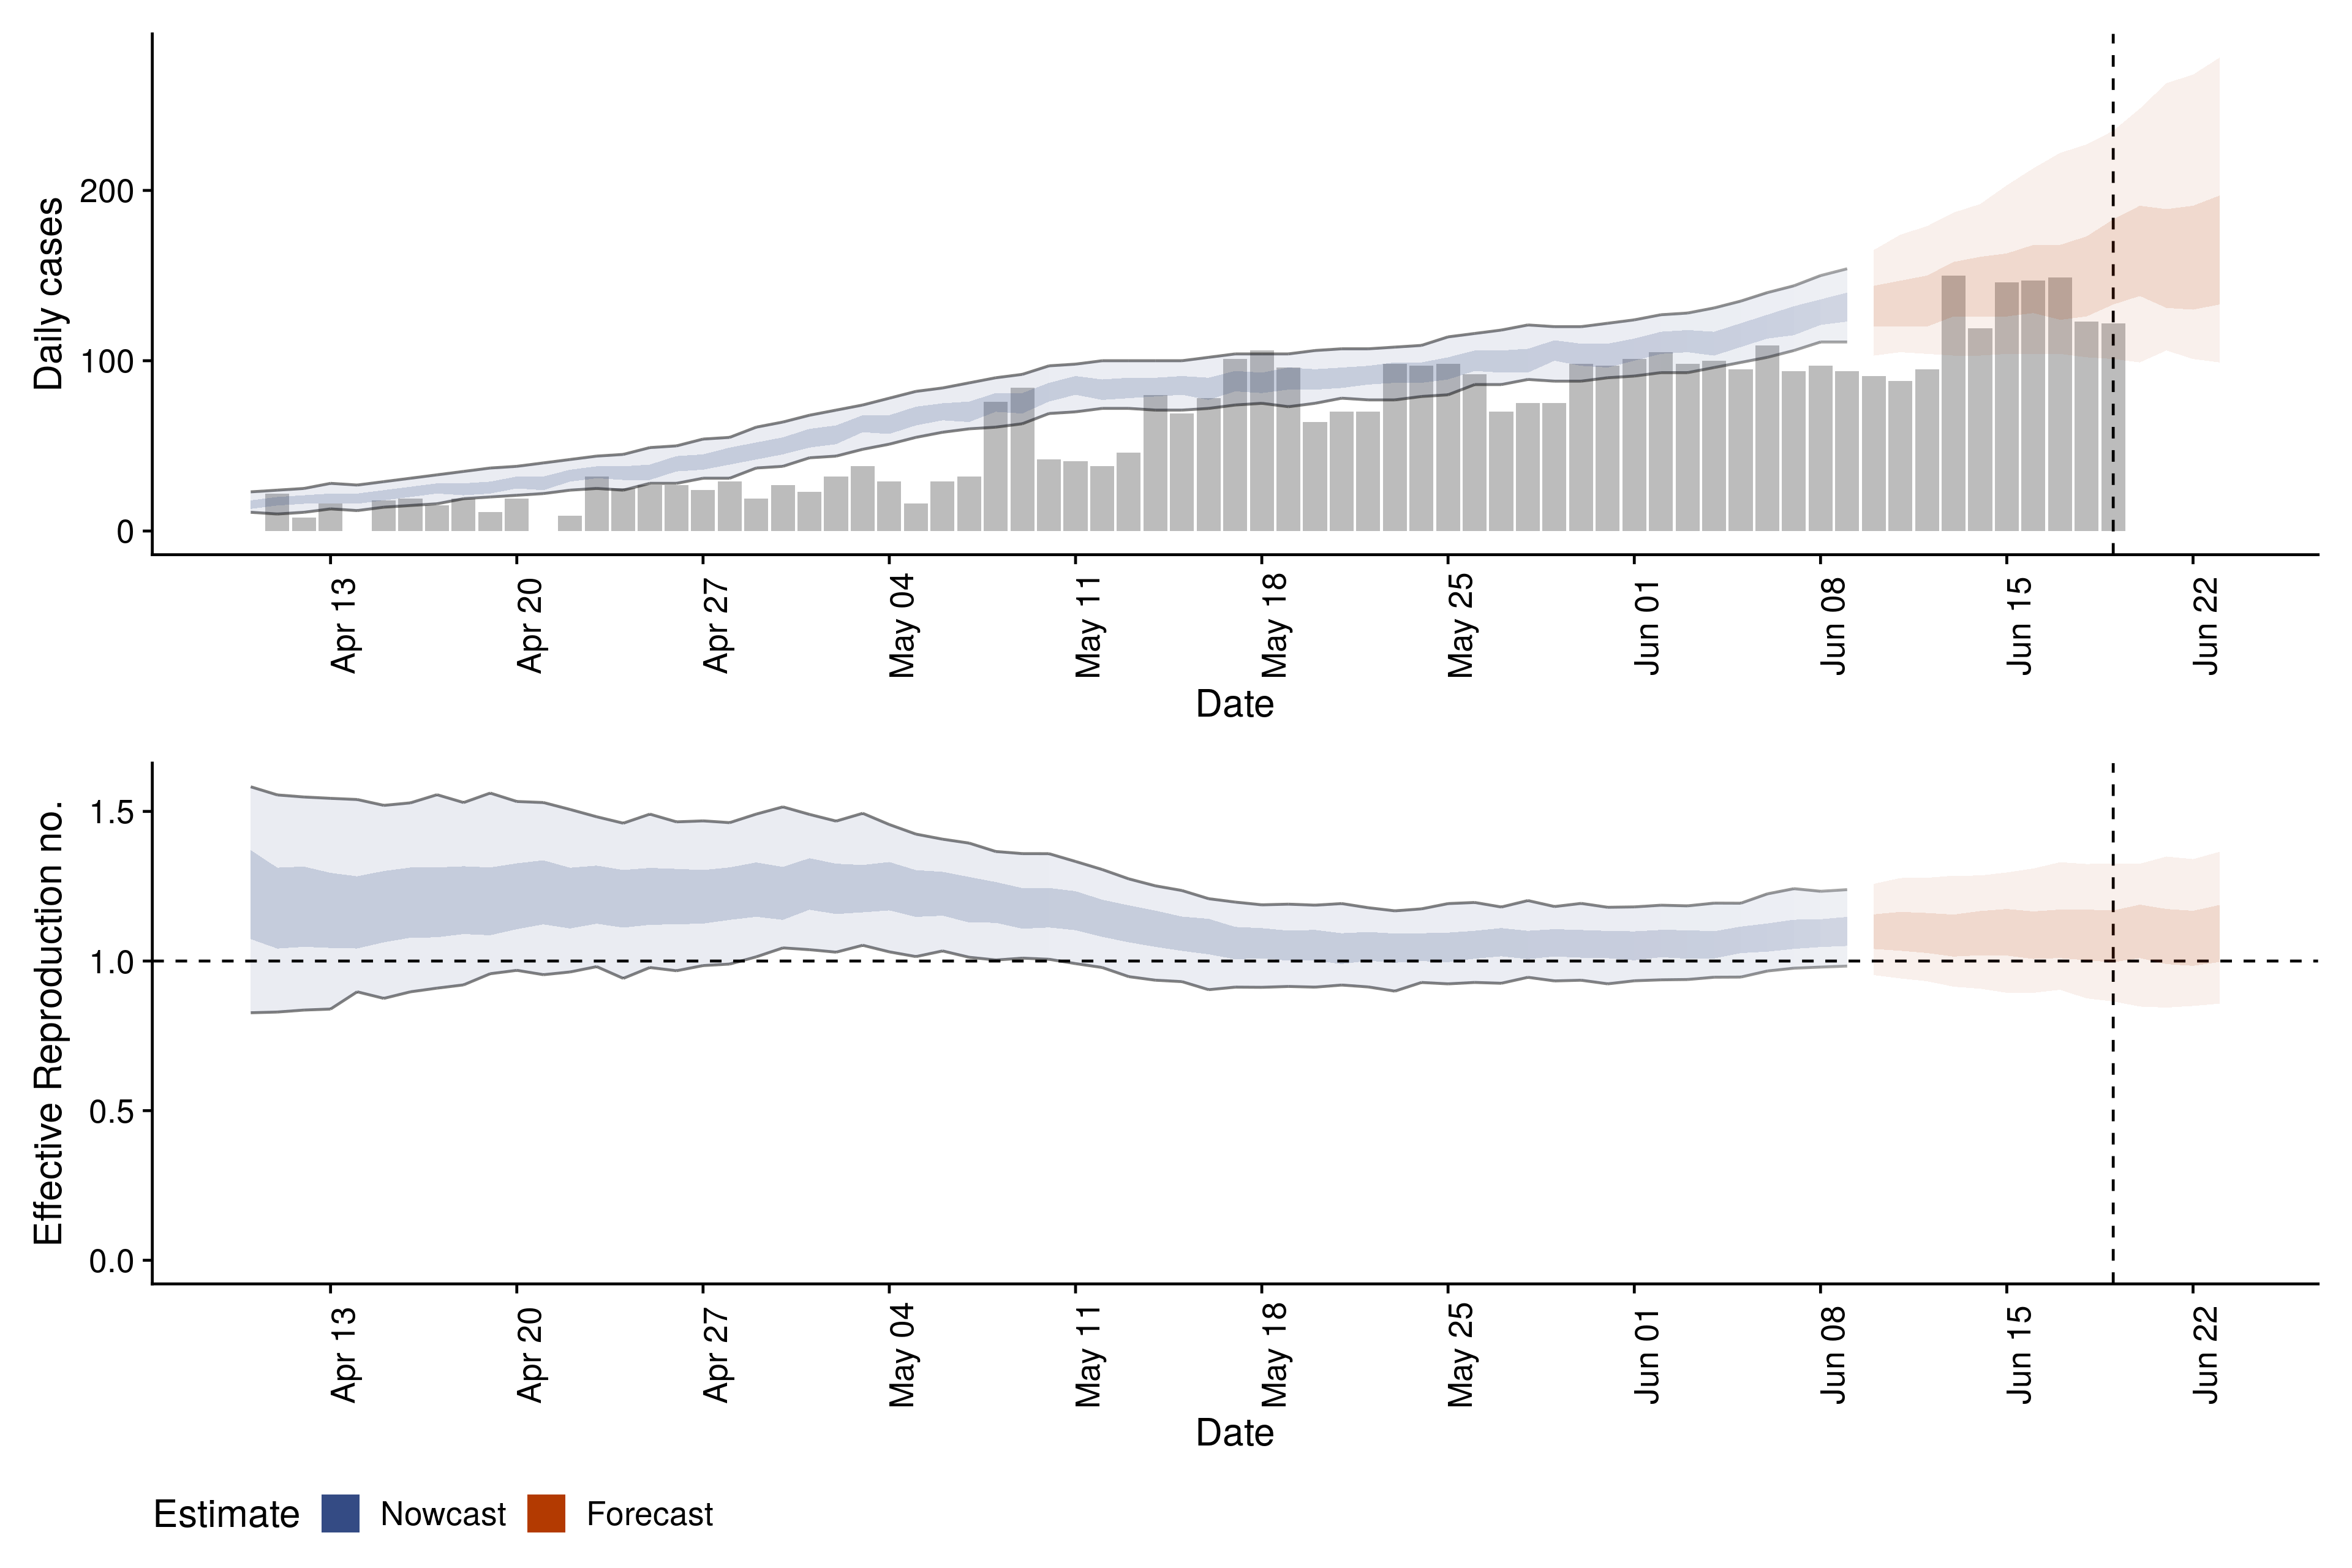 Daily cases
200
100
0
Apr 13
Apr 20
Apr 27
May 04
May 11
May 18
May 25
Jun 01
Jun 08
Jun 15
Jun 22
Date
Effective Reproduction no.
1.5
1.0
0.5
0.0
Apr 13
Apr 20
Apr 27
May 04
May 11
May 18
May 25
Jun 01
Jun 08
Jun 15
Jun 22
Date
Estimate Nowcast Forecast